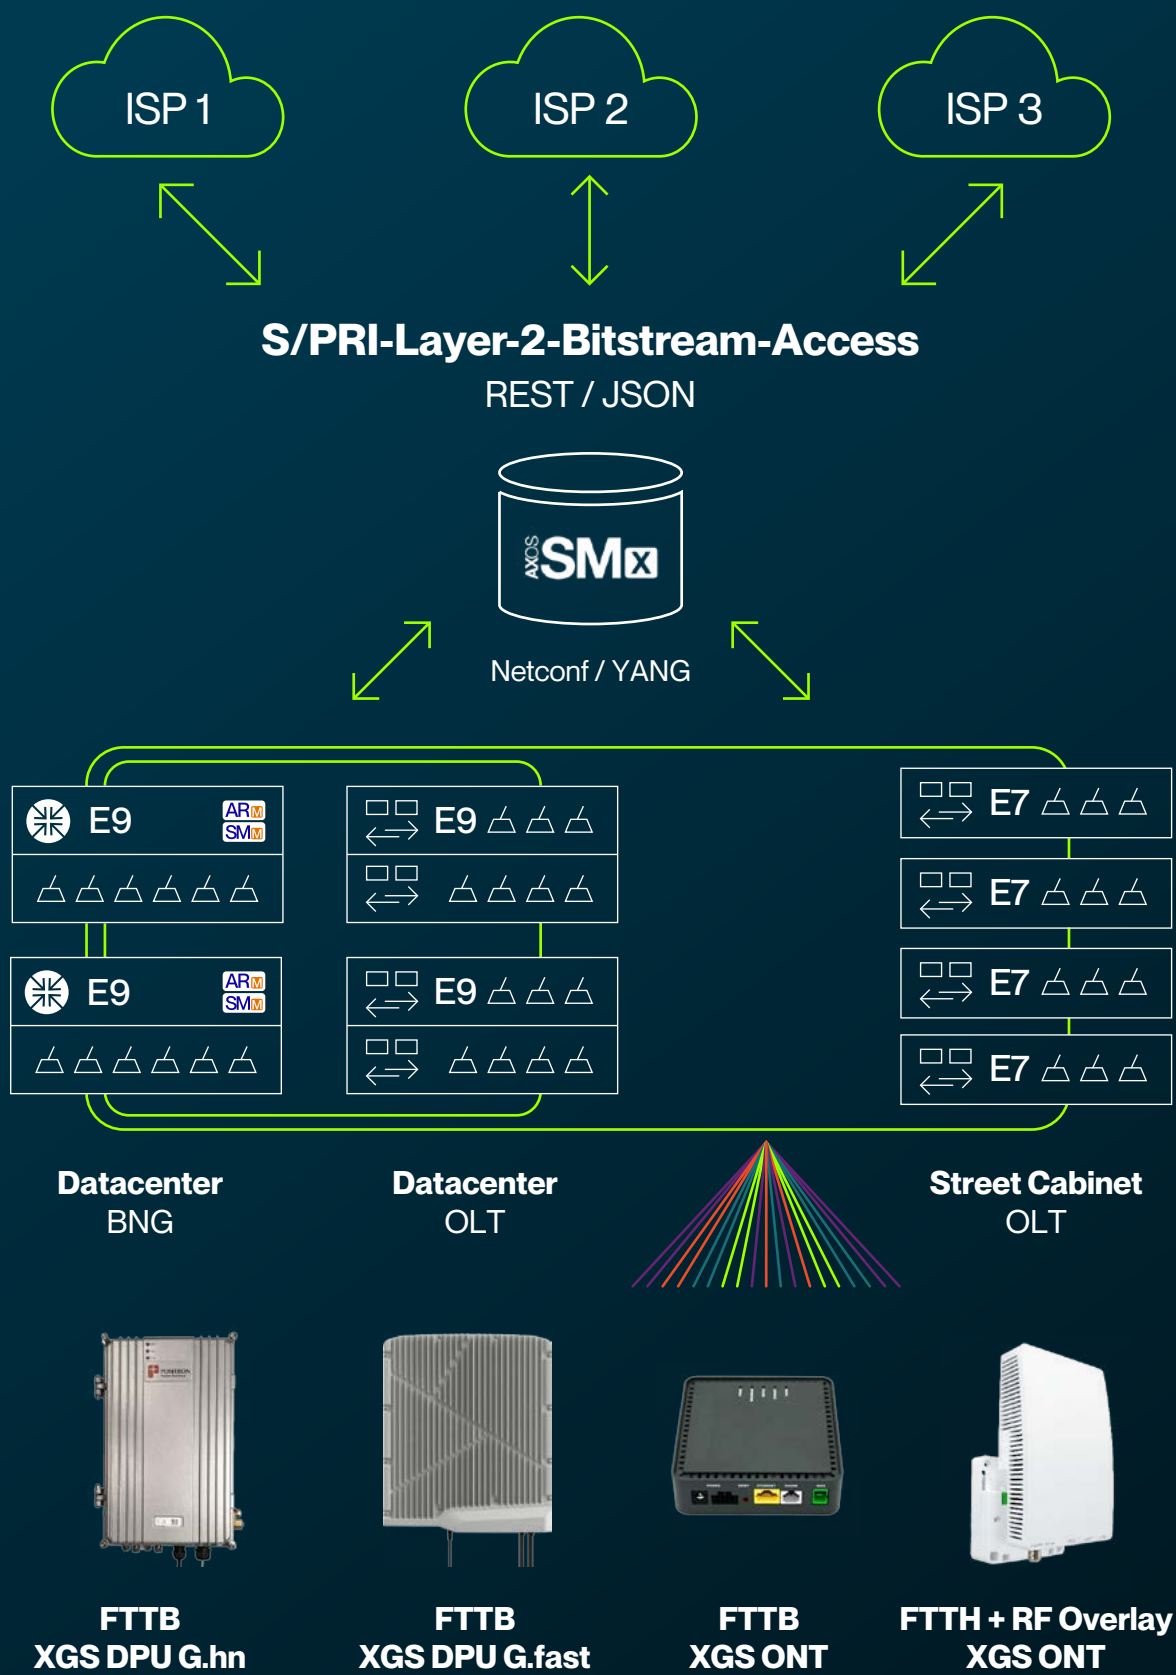 ISP 1
ISP 2
ISP 3
S/PRI-Layer-2-Bitstream-Access
REST / JSON
AXOS SMX
Netconf / YANG
E9 ARM SMM
E9
E7
E7
E9 ARM SMM
E9
E7
E7
Datacenter
BNG
Datacenter
OLT
Street Cabinet
OLT
POSITRON
FTTB
XGS DPU G.hn
FTTB
XGS DPU G.fast
FTTB
XGS ONT
FTTH + RF Overlay
XGS ONT